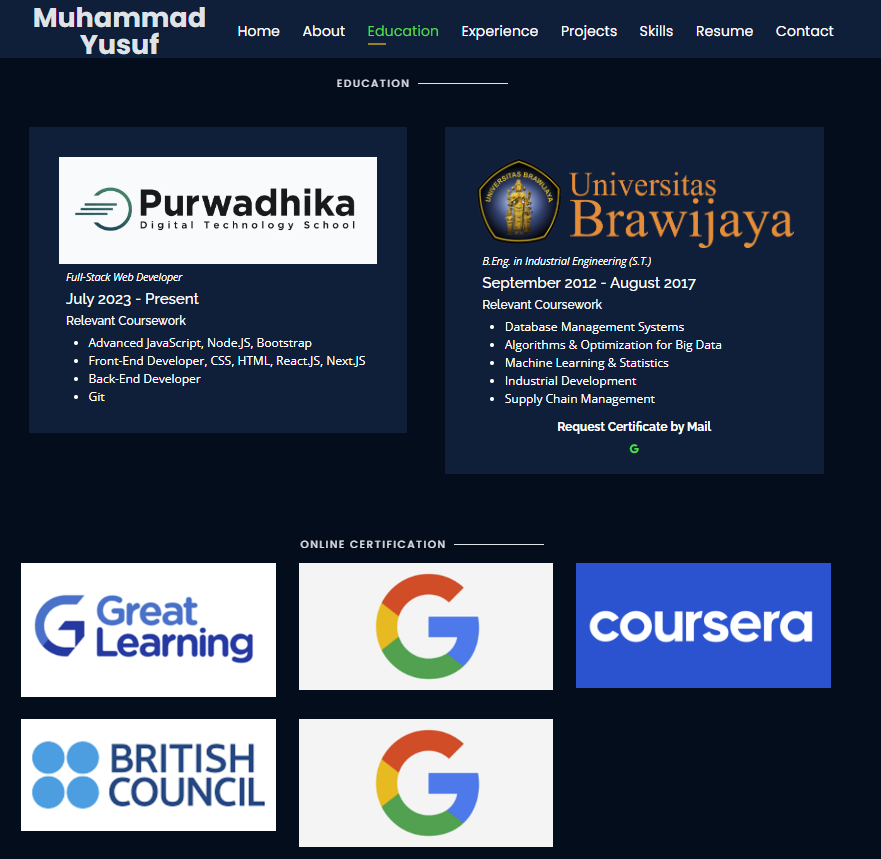 Muhammad
Yusuf
Home About Education Experience Projects Skills Resume Contact
EDUCATION
Purwadhika
Digital Technology School
Full-Stack Web Developer
July 2023 - Present
Relevant Coursework
Advanced JavaScript, Node.JS, Bootstrap
Front-End Developer, CSS, HTML, React.JS, Next.JS
Back-End Developer
Git
UNIVERSITAS BRAWIJAYA
Universitas
Brawijaya
B.Eng. in Industrial Engineering (S.T.)
September 2012 - August 2017
Relevant Coursework
Database Management Systems
Algorithms & Optimization for Big Data
Machine Learning & Statistics
Industrial Development
Supply Chain Management
Request Certificate by Mail
G
ONLINE CERTIFICATION
Great
Learning
G
coursera
BRITISH
COUNCIL
G